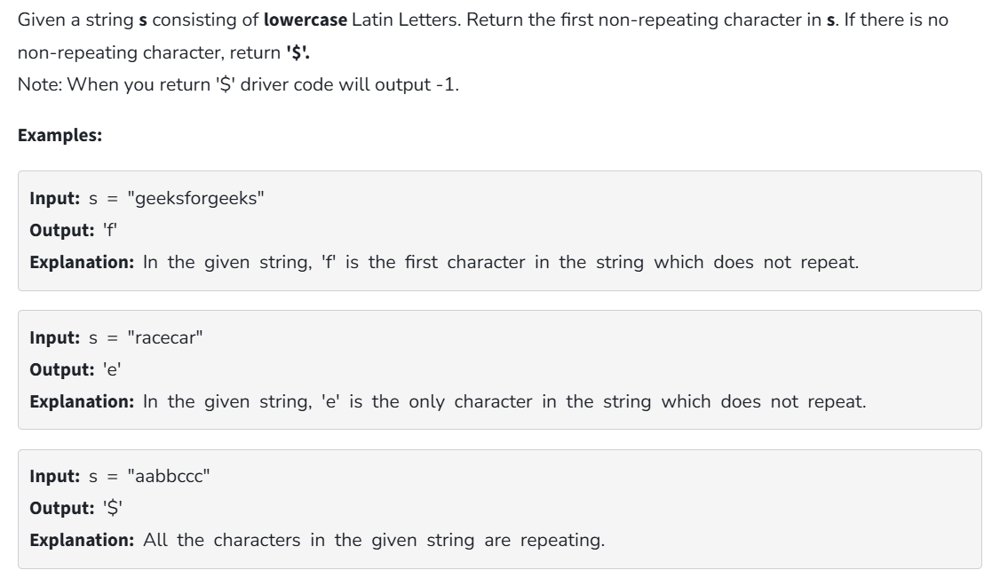 Given a string s consisting of lowercase Latin Letters. Return the first non-repeating character in s. If there is no
non-repeating character, return '$'.
Note: When you return '$' driver code will output -1.
Examples:
Input: s = "geeksforgeeks"
Output: 'f'
Explanation: In the given string, 'f' is the first character in the string which does not repeat.
Input: s = "racecar"
Output: 'e'
Explanation: In the given string, 'e' is the only character in the string which does not repeat.
Input: s = "aabbccc"
Output: '$'
Explanation: All the characters in the given string are repeating.